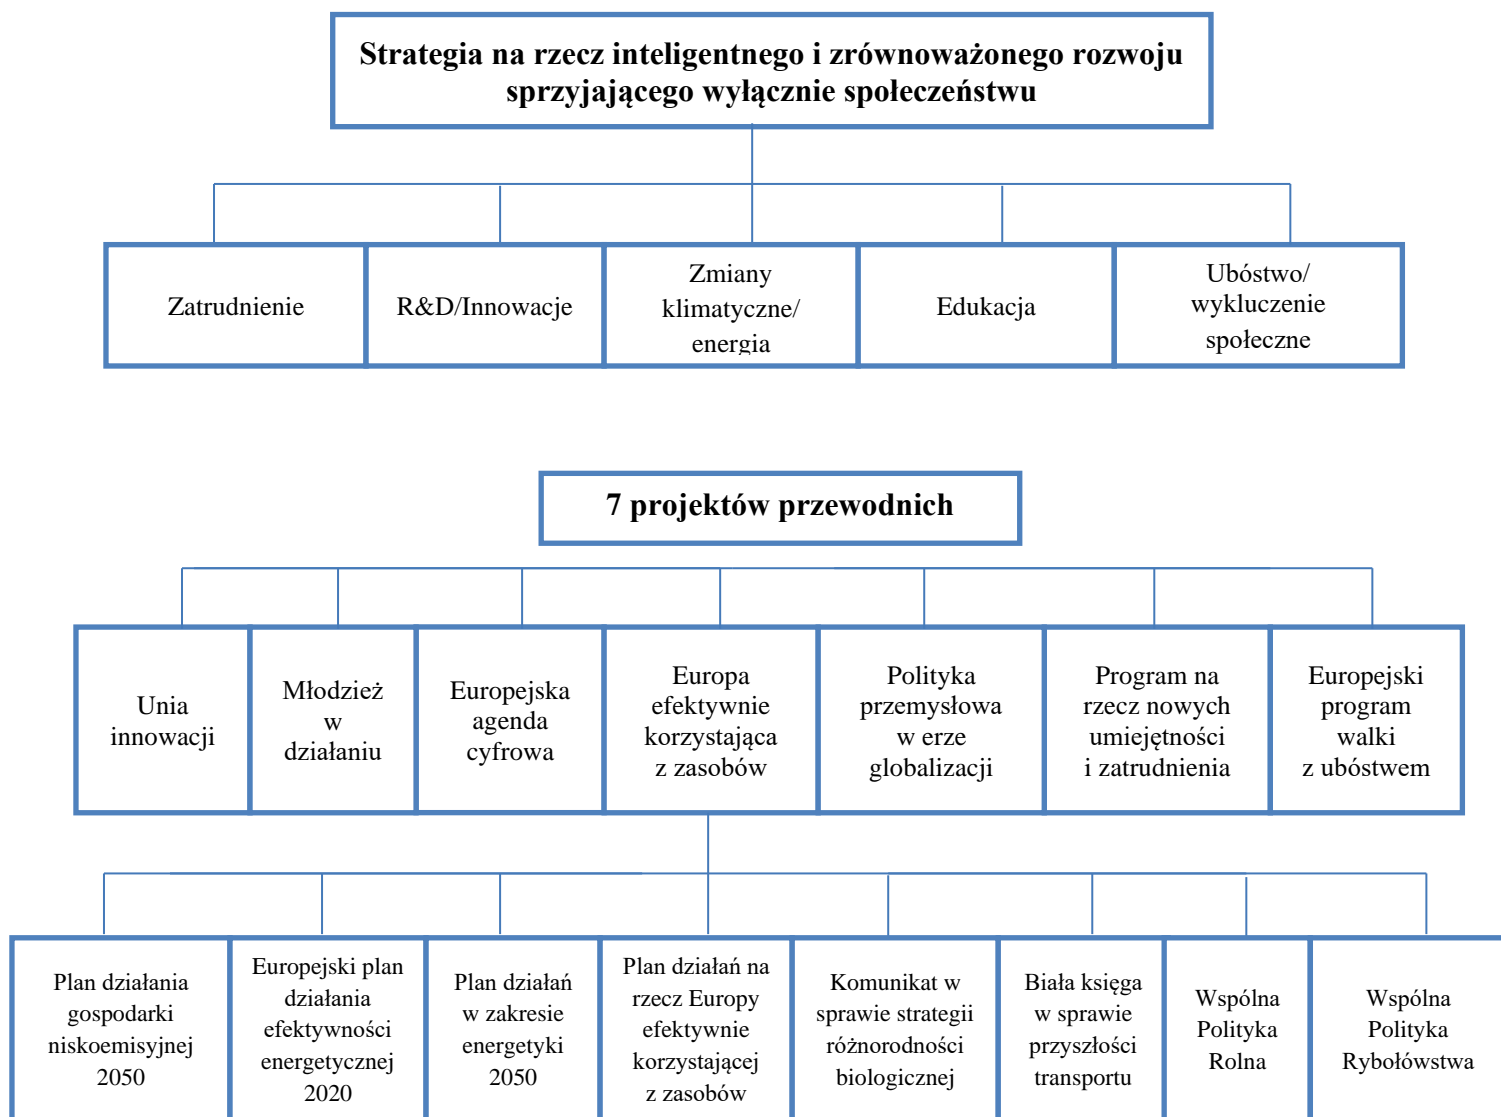 Strategia na rzecz inteligentnego i zrównoważonego rozwoju
sprzyjającego wyłącznie społeczeństwu
Zatrudnienie
R&D/Innowacje
Zmiany
klimatyczne/
energia
Edukacja
Ubóstwo/
wykluczenie
społeczne
7 projektów przewodnich
Unia
innowacji
Młodzież
w
działaniu
Europejska
agenda
cyfrowa
Europa
efektywnie
korzystająca
z zasobów
Polityka
przemysłowa
w erze
globalizacji
Program na
rzecz nowych
umiejętności
i zatrudnienia
Europejski
program
walki
z ubóstwem
Plan działania
gospodarki
niskoemisyjnej
2050
Europejski plan
działania
efektywności
energetycznej
2020
Plan działań
w zakresie
energetyki
2050
Plan działań na
rzecz Europy
efektywnie
korzystającej
z zasobów
Komunikat w
sprawie strategii
różnorodności
biologicznej
Biała księga
w sprawie
przyszłości
transportu
Wspólna
Polityka
Rolna
Wspólna
Polityka
Rybołówstwa